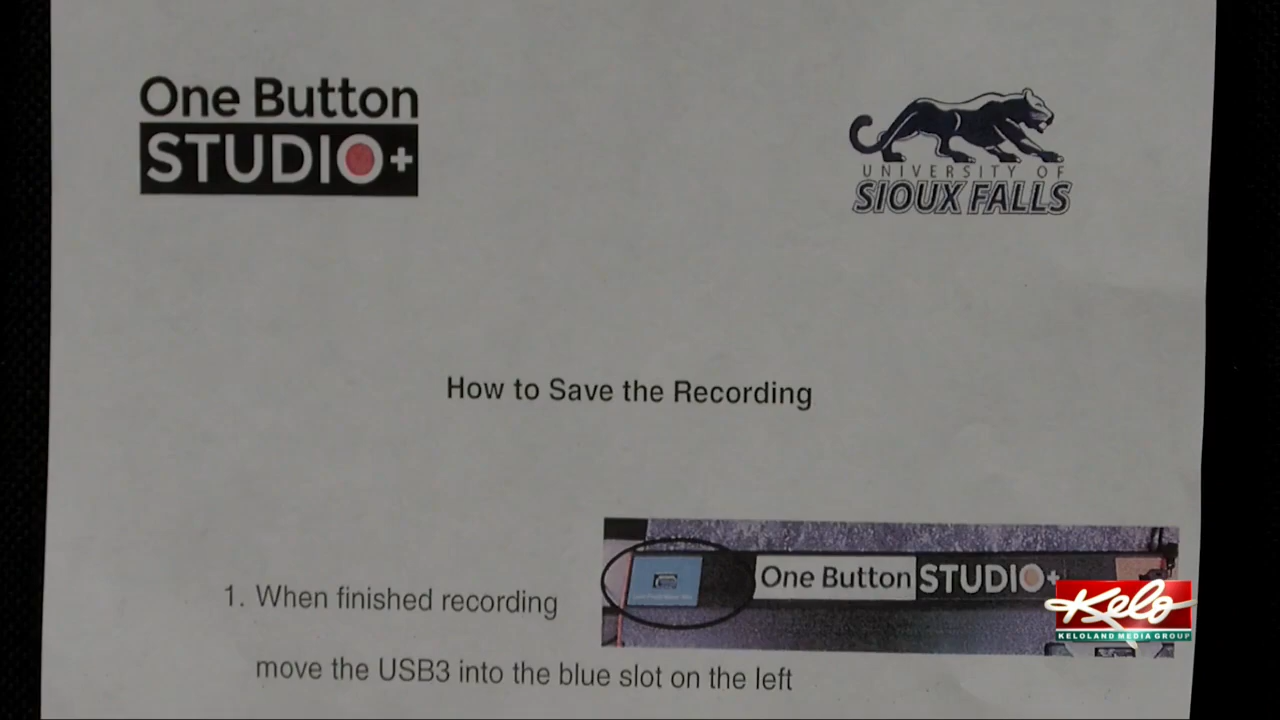 One Button
STUDIO+
UNIVERSITY OF
SIOUX FALLS
How to Save the Recording
One Button STUDIO+
1. When finished recording
move the USB3 into the blue slot on the left
Kelo
KELOLAND MEDIA GROUP